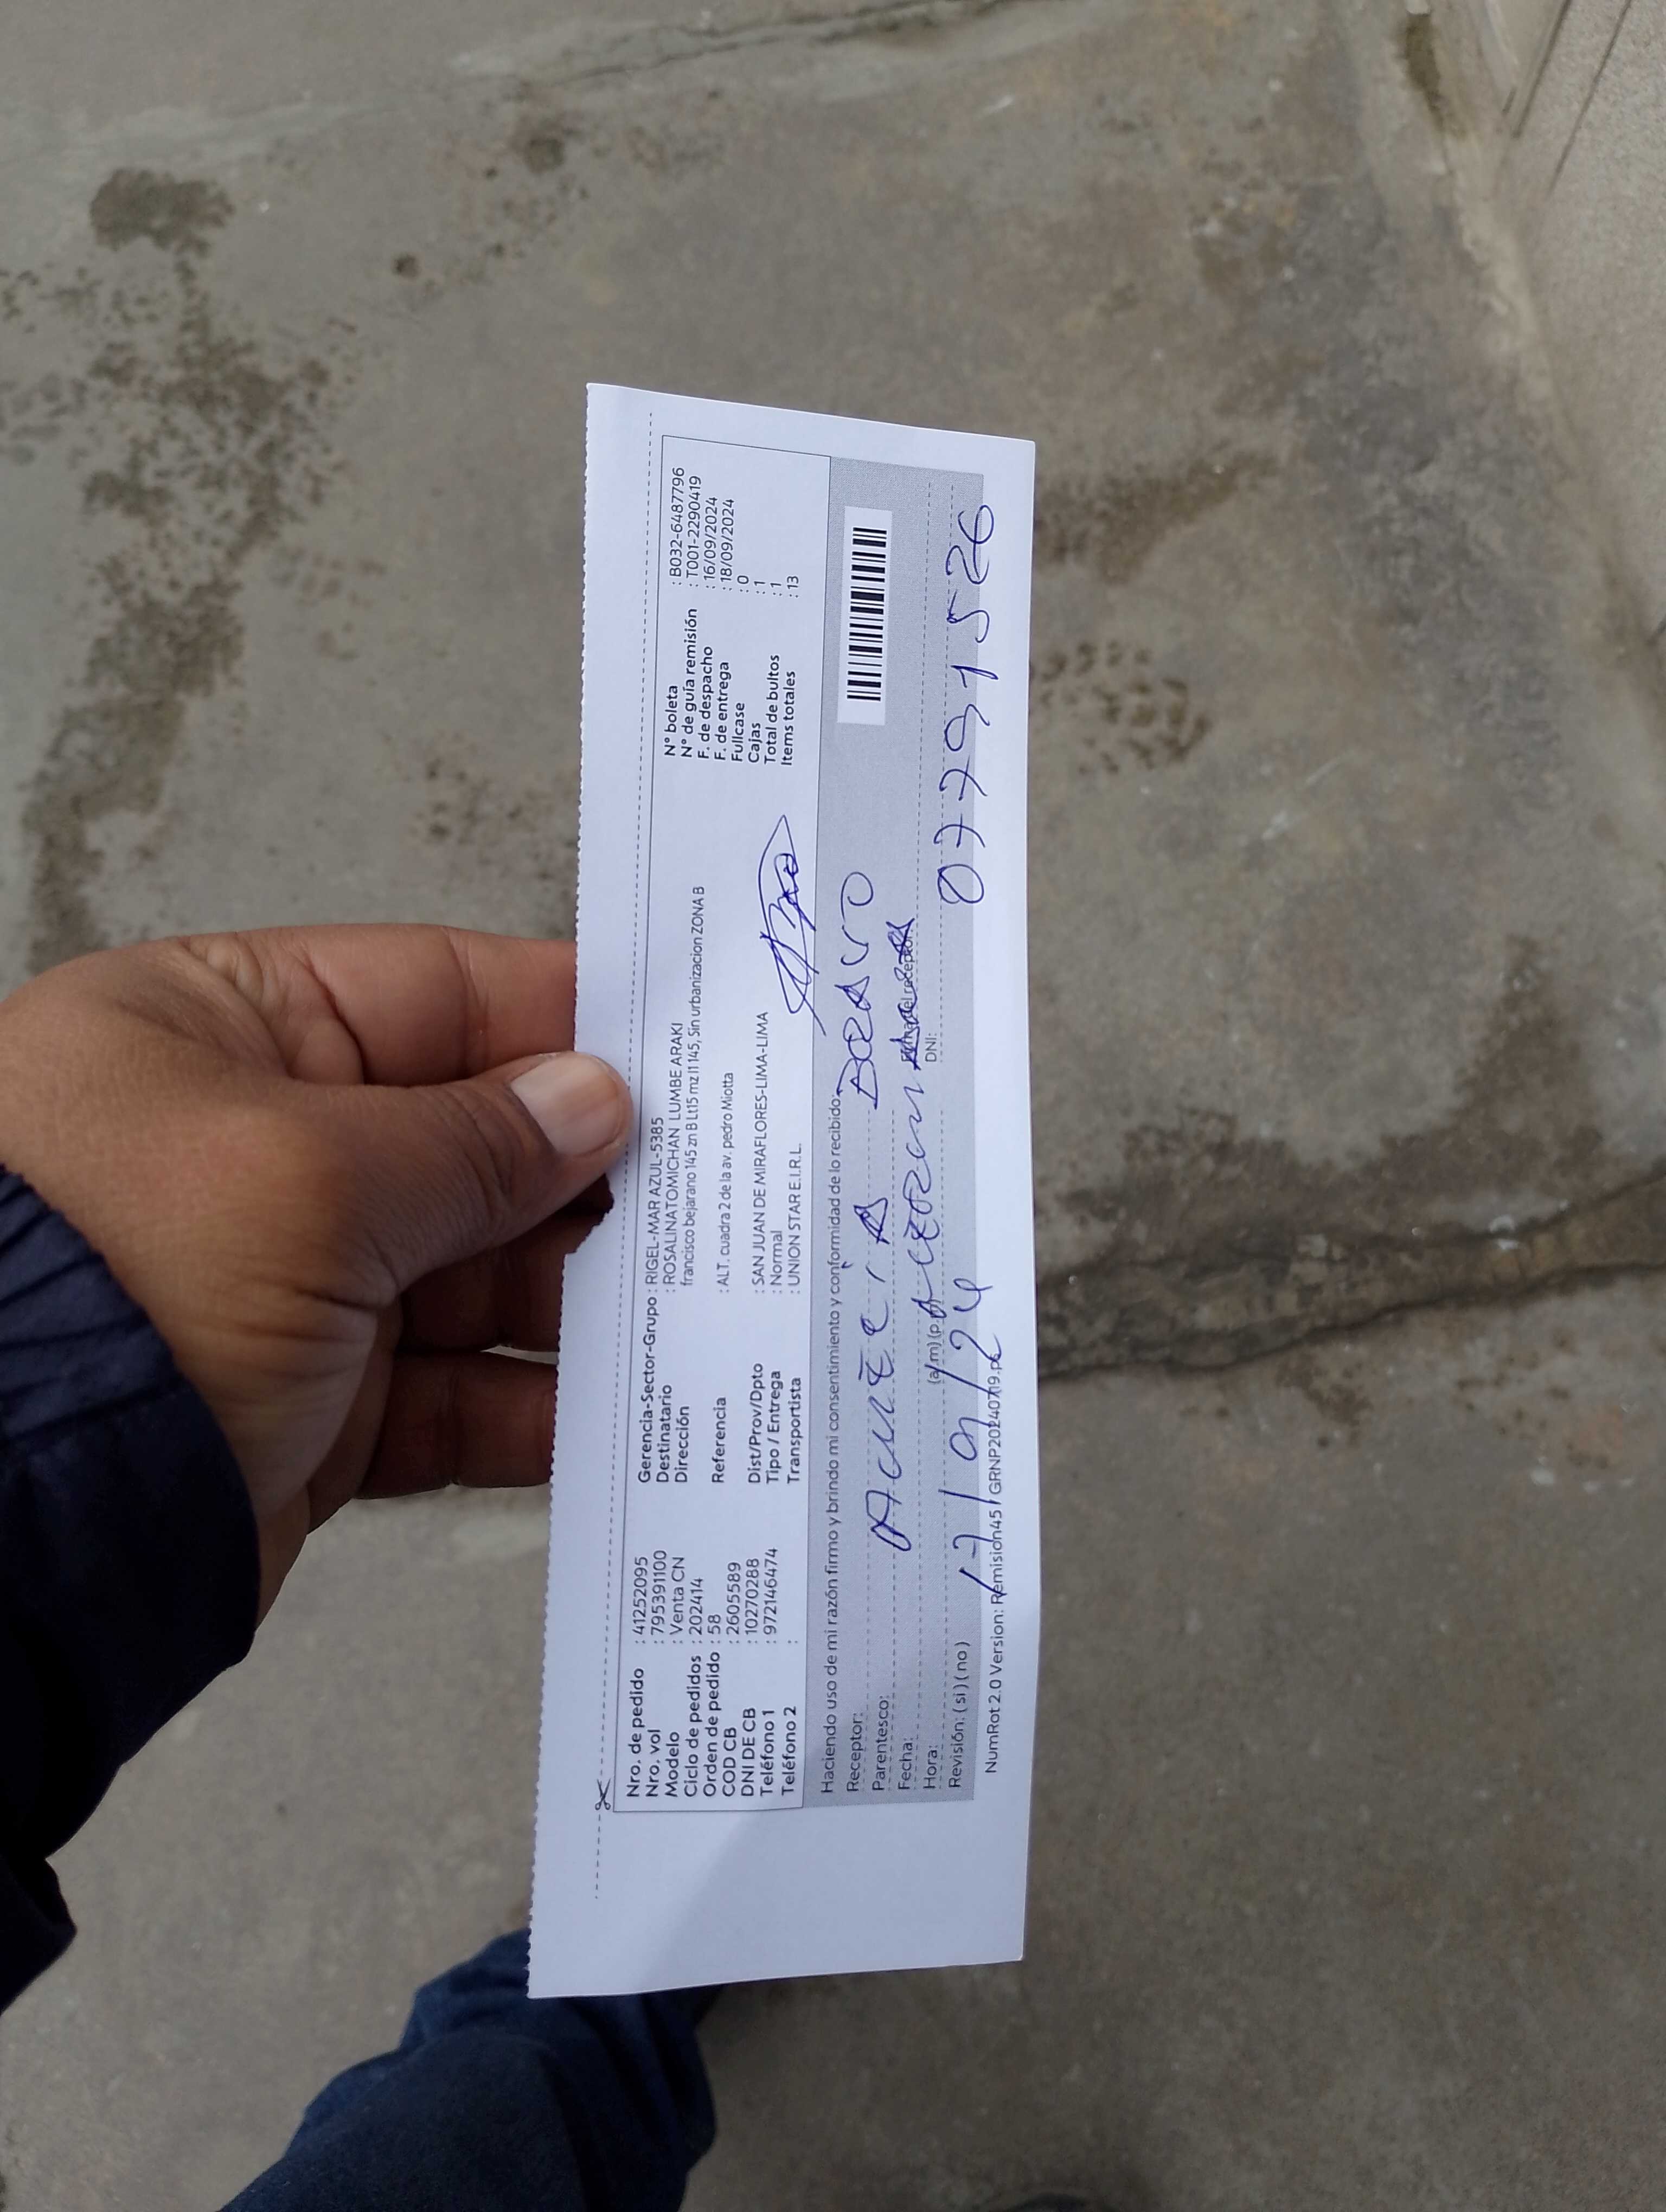 Nro. de pedido : 41252095
Nro. vol : 795391100
Modelo : Venta CN
Ciclo de pedidos : 202414
Orden de pedido : 58
COD CB : 2605589
DNI DE CB : 10270288
Teléfono 1 : 972146474
Teléfono 2 :
Gerencia-Sector-Grupo : RIGEL-MAR AZUL-5385
Destinatario : ROSALINATOMICHAN LUMBE ARAKI
Dirección francisco bejarano 145 zn B Lt15 mz I1 145, Sin urbanizacion ZONA B
Referencia : ALT. cuadra 2 de la av. pedro Miotta
Dist/Prov/Dpto : SAN JUAN DE MIRAFLORES-LIMA-LIMA
Tipo / Entrega : Normal
Transportista : UNION STAR E.I.R.L.
N° boleta : B032-6487796
N° de guía remisión : T001-2290419
F. de despacho : 16/09/2024
F. de entrega : 18/09/2024
Fullcase : 0
Cajas : 1
Total de bultos : 1
Items totales : 13
Haciendo uso de mi razón firmo y brindo mi consentimiento y conformidad de lo recibido:
Receptor:
Parentesco:
Fecha:
Hora: (a.m) (p.
DNI:
Revisión: ( si ) ( no ) 17/9/24
NumRot 2.0 Version: Remision451GRNP20240719.p6